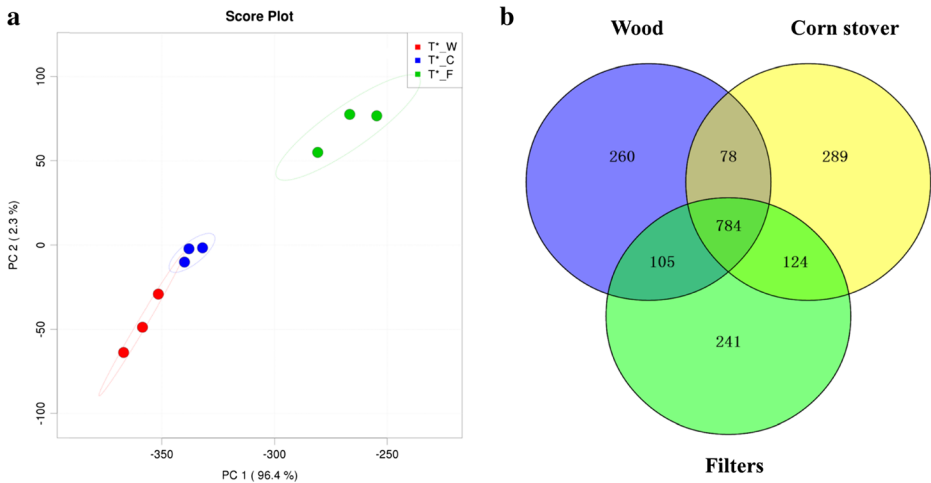 a
Score Plot
T*_W
T*_C
T*_F
100
50
0
-50
-100
PC 2 ( 2.3 %)
-350
-300
-250
PC 1 ( 96.4 %)
b
Wood
Corn stover
260
78
289
784
105
124
241
Filters